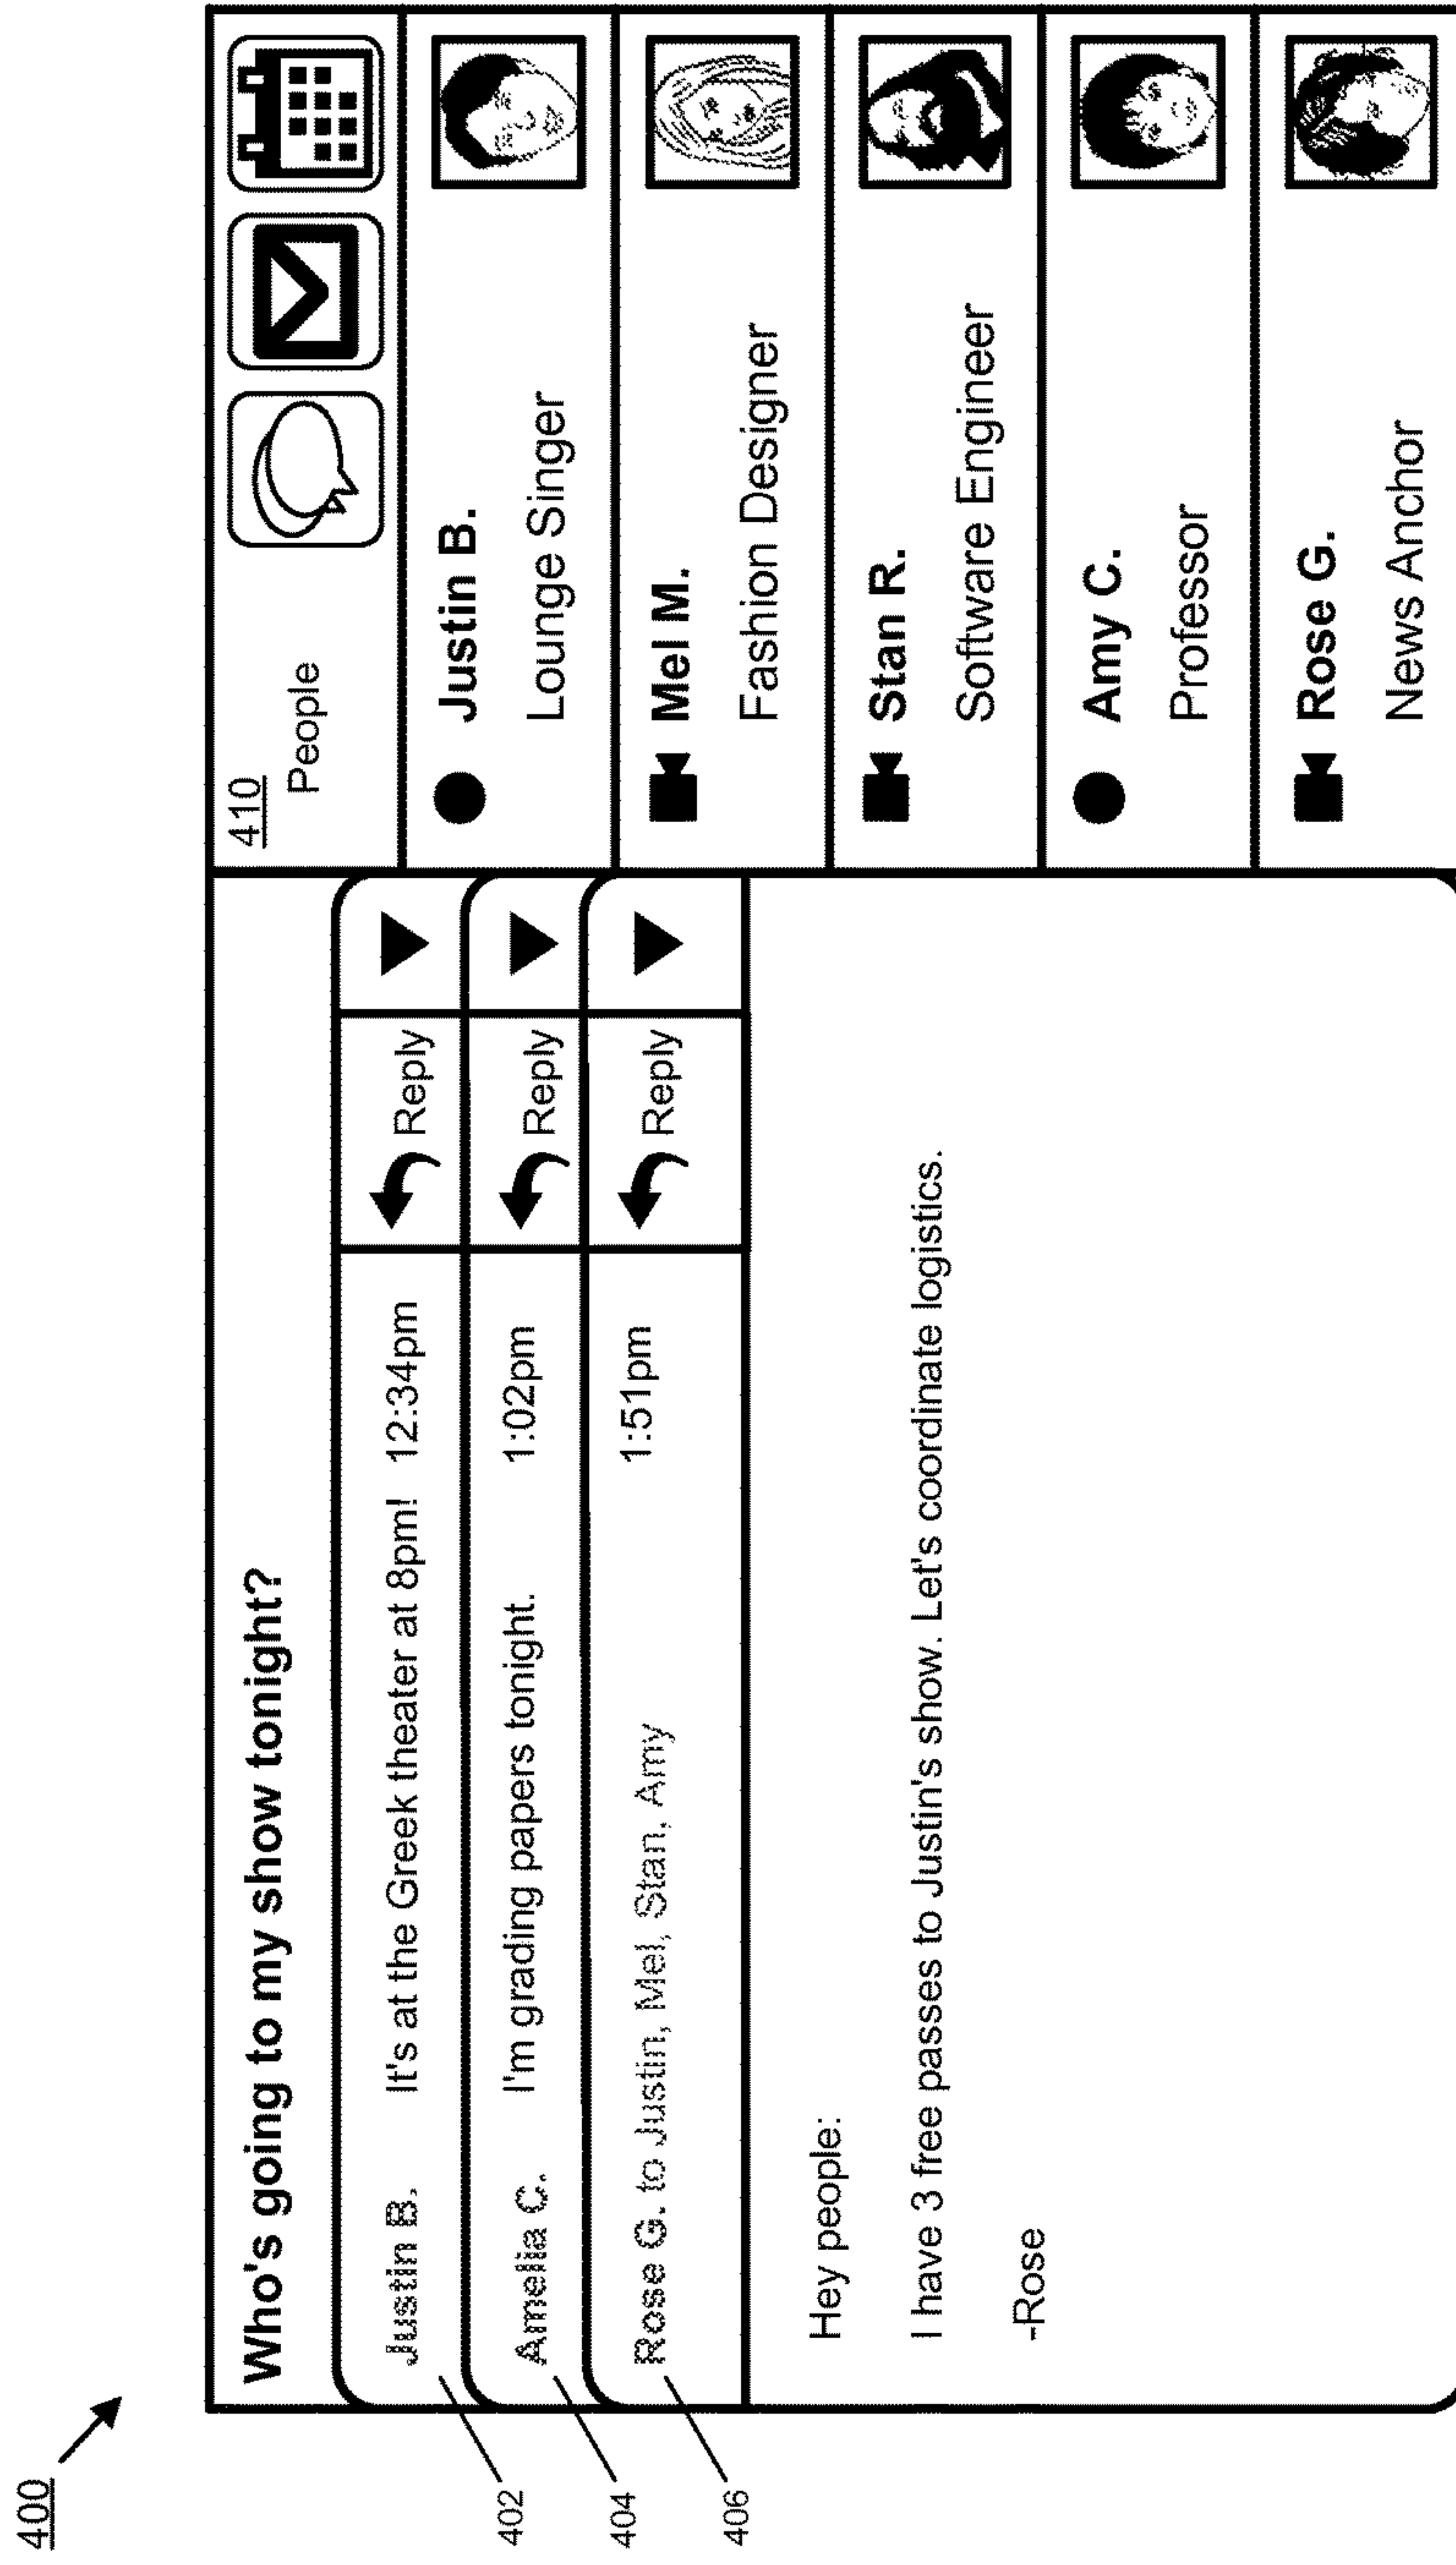 400
Who's going to my show tonight?
Justin B. It's at the Greek theater at 8pm! 12:34pm Reply
Amelia C. I'm grading papers tonight. 1:02pm Reply
Rose G. to Justin, Mel, Stan, Amy 1:51pm Reply
Hey people:
I have 3 free passes to Justin's show. Let's coordinate logistics.
-Rose
402
404
406
410
People
Justin B.
Lounge Singer
Mel M.
Fashion Designer
Stan R.
Software Engineer
Amy C.
Professor
Rose G.
News Anchor